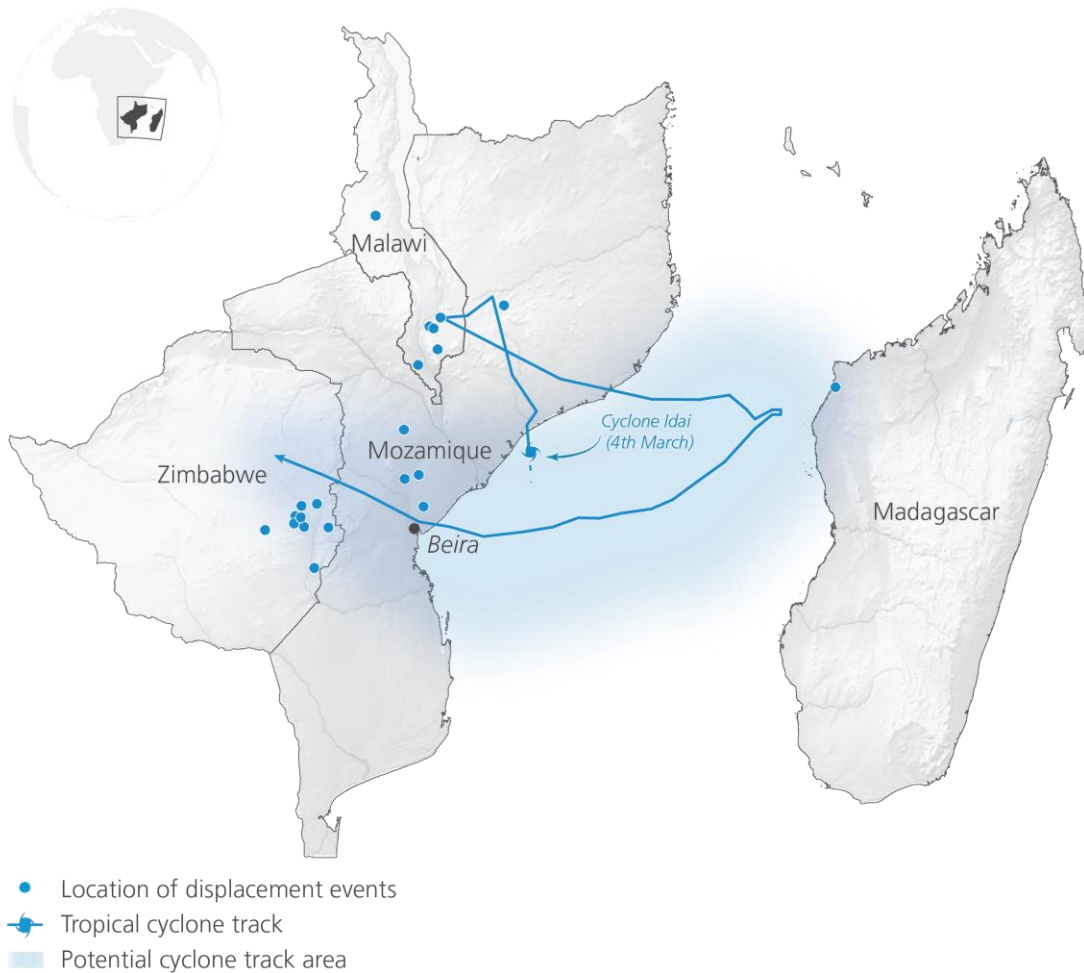 Malawi
Cyclone Idai
(4th March)
Mozamique
Zimbabwe
Madagascar
Beira
Location of displacement events
Tropical cyclone track
Potential cyclone track area